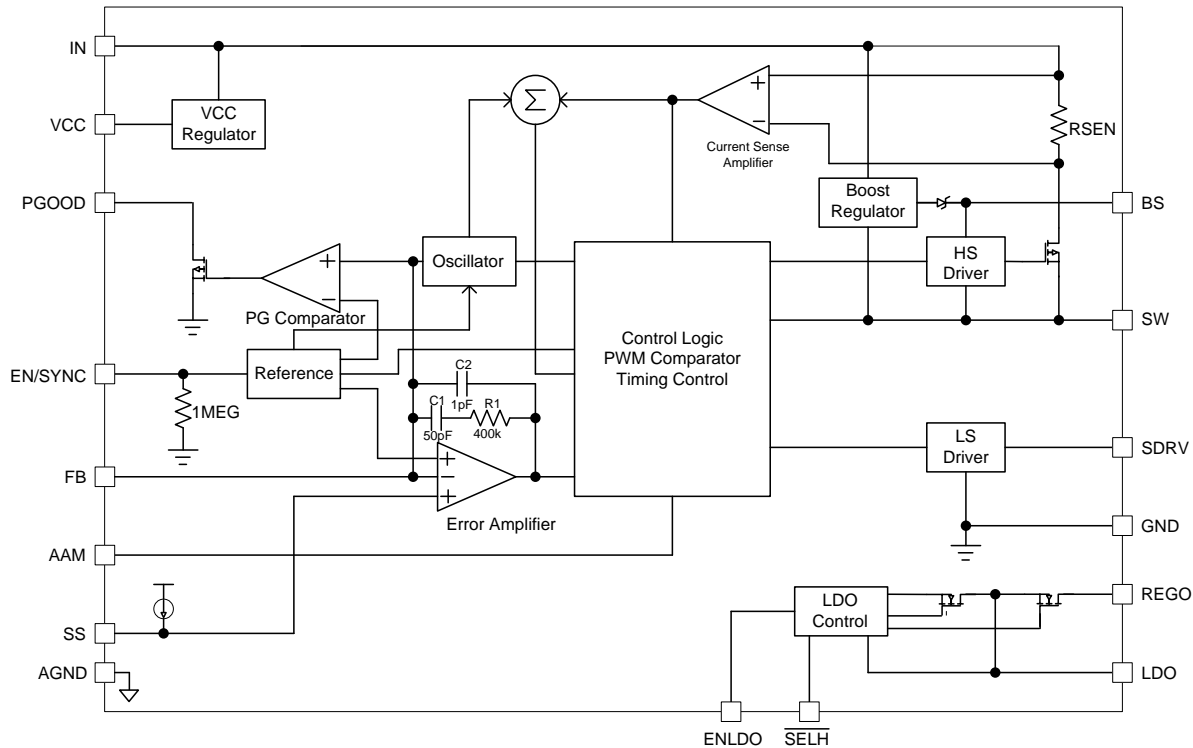 IN
VCC
VCC
Regulator
PGOOD
PG Comparator
+
−
Oscillator
Σ
+
−
Current Sense
Amplifier
RSEN
Boost
Regulator
BS
HS
Driver
SW
Control Logic
PWM Comparator
Timing Control
EN/SYNC
Reference
1MEG
C2
1pF
C1
50pF
R1
400k
FB
+
−
+
Error Amplifier
LS
Driver
SDRV
GND
AAM
SS
AGND
LDO
Control
REGO
LDO
ENLDO
SELH